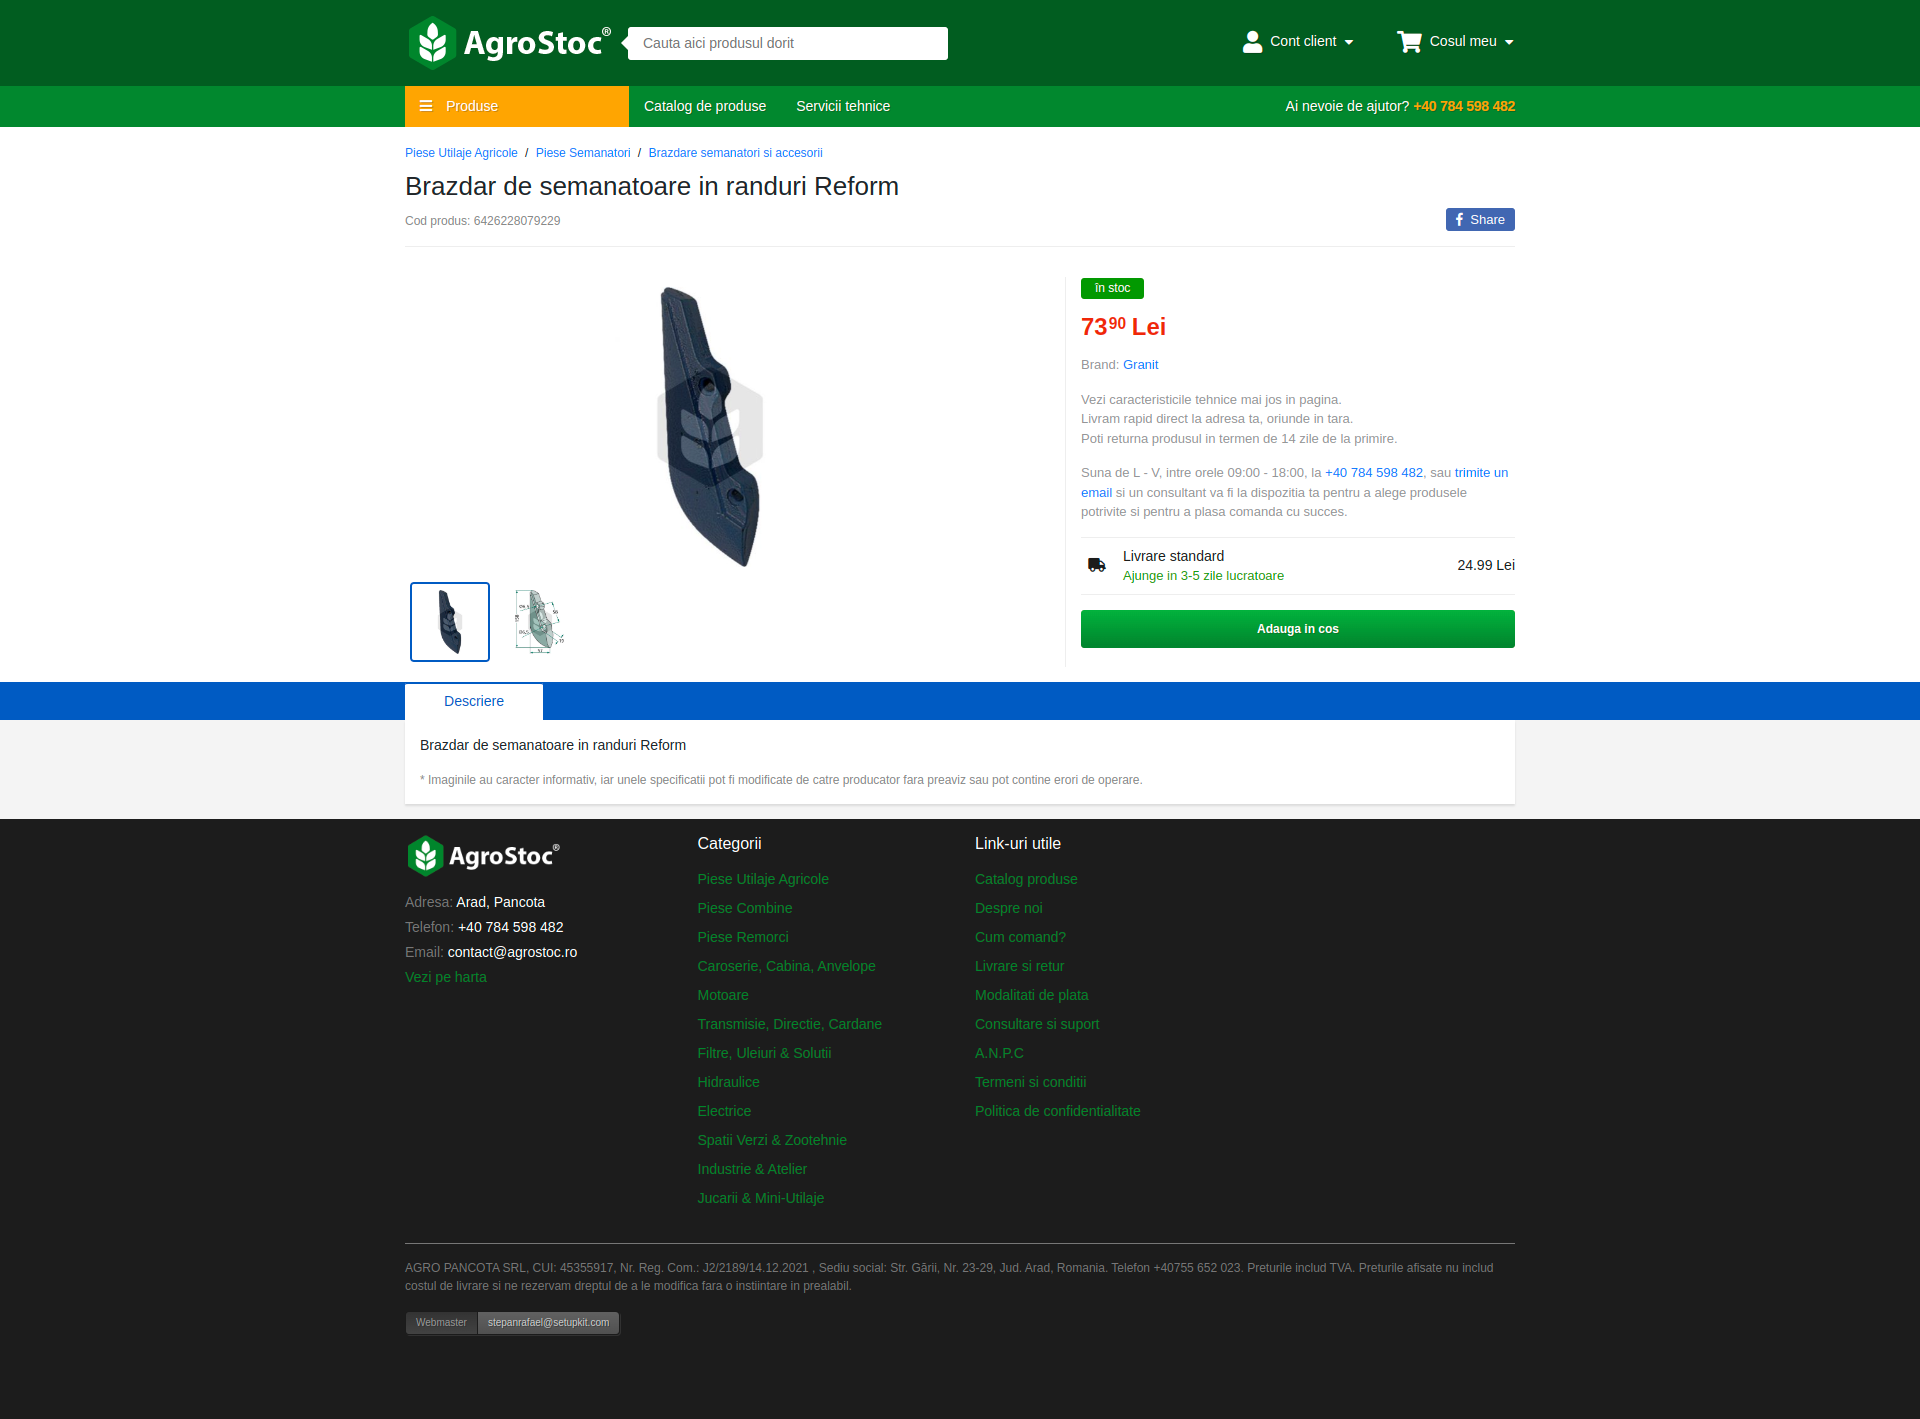 AgroStoc®
Cauta aici produsul dorit
Cont client
Cosul meu
Produse
Catalog de produse
Servicii tehnice
Ai nevoie de ajutor? +40 784 598 482
Piese Utilaje Agricole / Piese Semanatori / Brazdare semanatori si accesorii
Brazdar de semanatoare in randuri Reform
Cod produs: 6426228079229
Share
în stoc
73⁹⁰ Lei
Brand: Granit
Vezi caracteristicile tehnice mai jos in pagina.
Livram rapid direct la adresa ta, oriunde in tara.
Poti returna produsul in termen de 14 zile de la primire.
Suna de L - V, intre orele 09:00 - 18:00, la +40 784 598 482, sau trimite un
email si un consultant va fi la dispozitia ta pentru a alege produsele
potrivite si pentru a plasa comanda cu succes.
Livrare standard
24.99 Lei
Ajunge in 3-5 zile lucratoare
Adauga in cos
Descriere
Brazdar de semanatoare in randuri Reform
* Imaginile au caracter informativ, iar unele specificatii pot fi modificate de catre producator fara preaviz sau pot contine erori de operare.
AgroStoc®
Adresa: Arad, Pancota
Telefon: +40 784 598 482
Email: contact@agrostoc.ro
Vezi pe harta
Categorii
Piese Utilaje Agricole
Piese Combine
Piese Remorci
Caroserie, Cabina, Anvelope
Motoare
Transmisie, Directie, Cardane
Filtre, Uleiuri & Solutii
Hidraulice
Electrice
Spatii Verzi & Zootehnie
Industrie & Atelier
Jucarii & Mini-Utilaje
Link-uri utile
Catalog produse
Despre noi
Cum comand?
Livrare si retur
Modalitati de plata
Consultare si suport
A.N.P.C
Termeni si conditii
Politica de confidentialitate
AGRO PANCOTA SRL, CUI: 45355917, Nr. Reg. Com.: J2/2189/14.12.2021 , Sediu social: Str. Gării, Nr. 23-29, Jud. Arad, Romania. Telefon +40755 652 023. Preturile includ TVA. Preturile afisate nu includ
costul de livrare si ne rezervam dreptul de a le modifica fara o instiintare in prealabil.
Webmaster
stepanrafael@setupkit.com